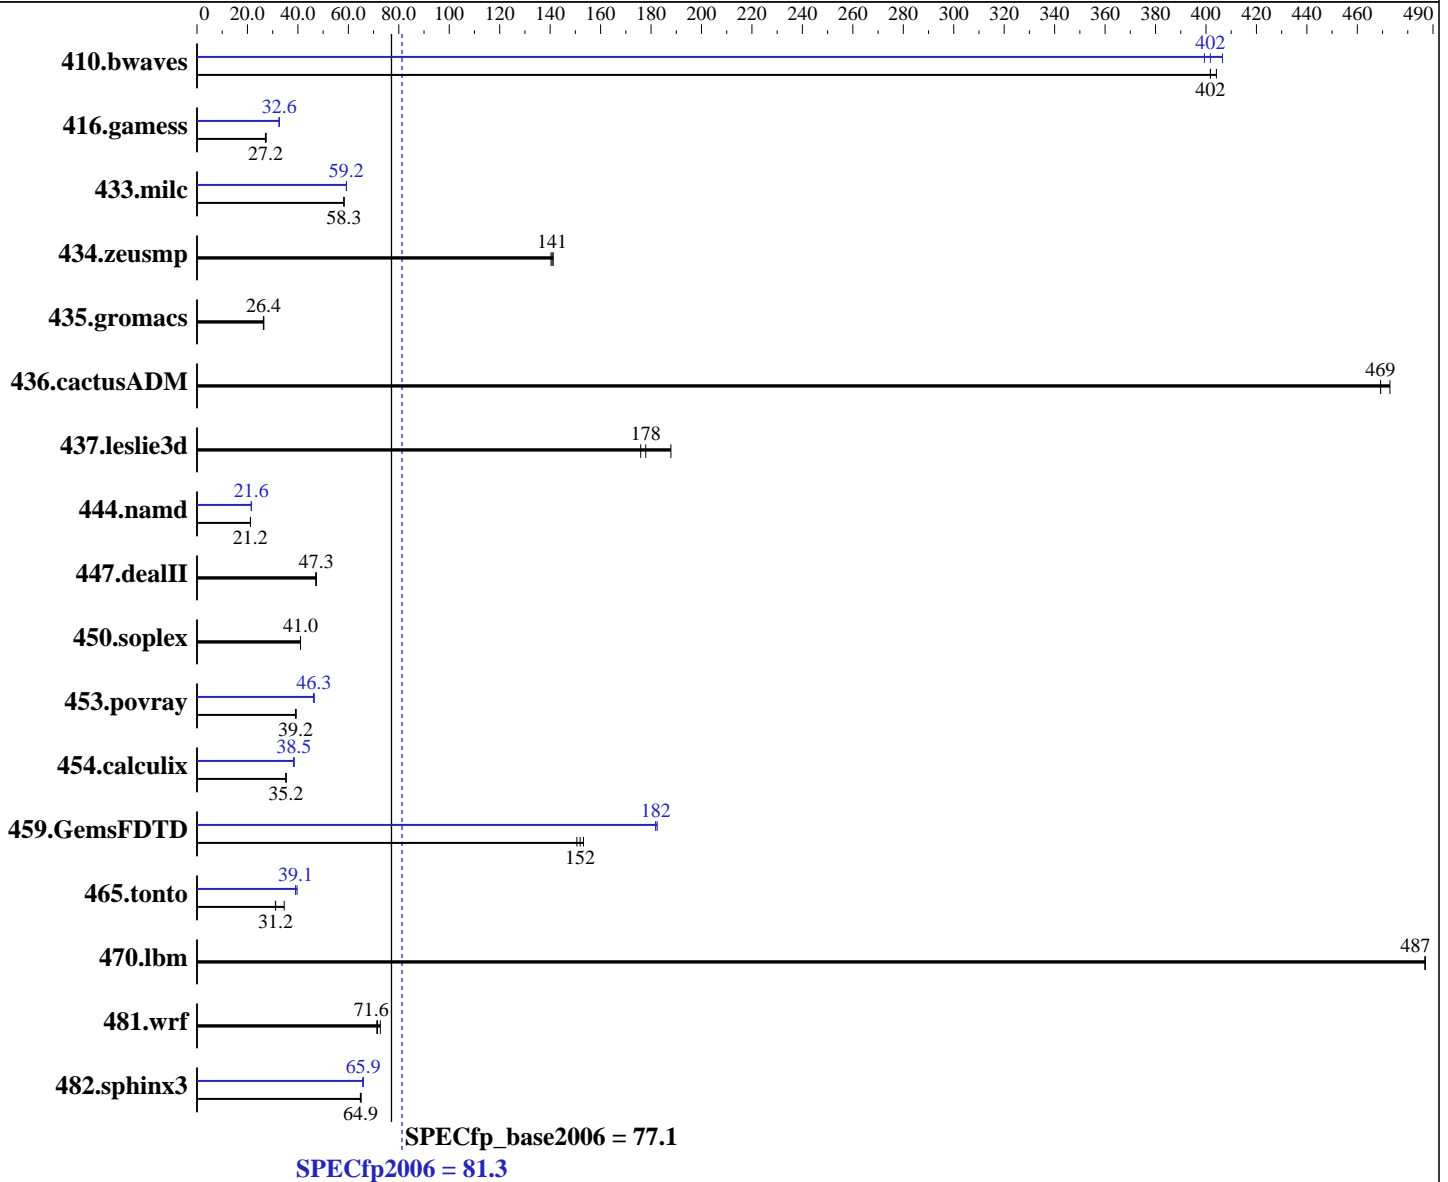 0 20.0 40.0 60.0 80.0 100 120 140 160 180 200 220 240 260 280 300 320 340 360 380 400 420 440 460 490
402
410.bwaves
402
32.6
416.gamess
27.2
59.2
433.milc
58.3
141
434.zeusmp
26.4
435.gromacs
469
436.cactusADM
178
437.leslie3d
21.6
444.namd
21.2
47.3
447.dealII
41.0
450.soplex
46.3
453.povray
39.2
38.5
454.calculix
35.2
182
459.GemsFDTD
152
39.1
465.tonto
31.2
487
470.lbm
71.6
481.wrf
65.9
482.sphinx3
64.9
SPECfp_base2006 = 77.1
SPECfp2006 = 81.3